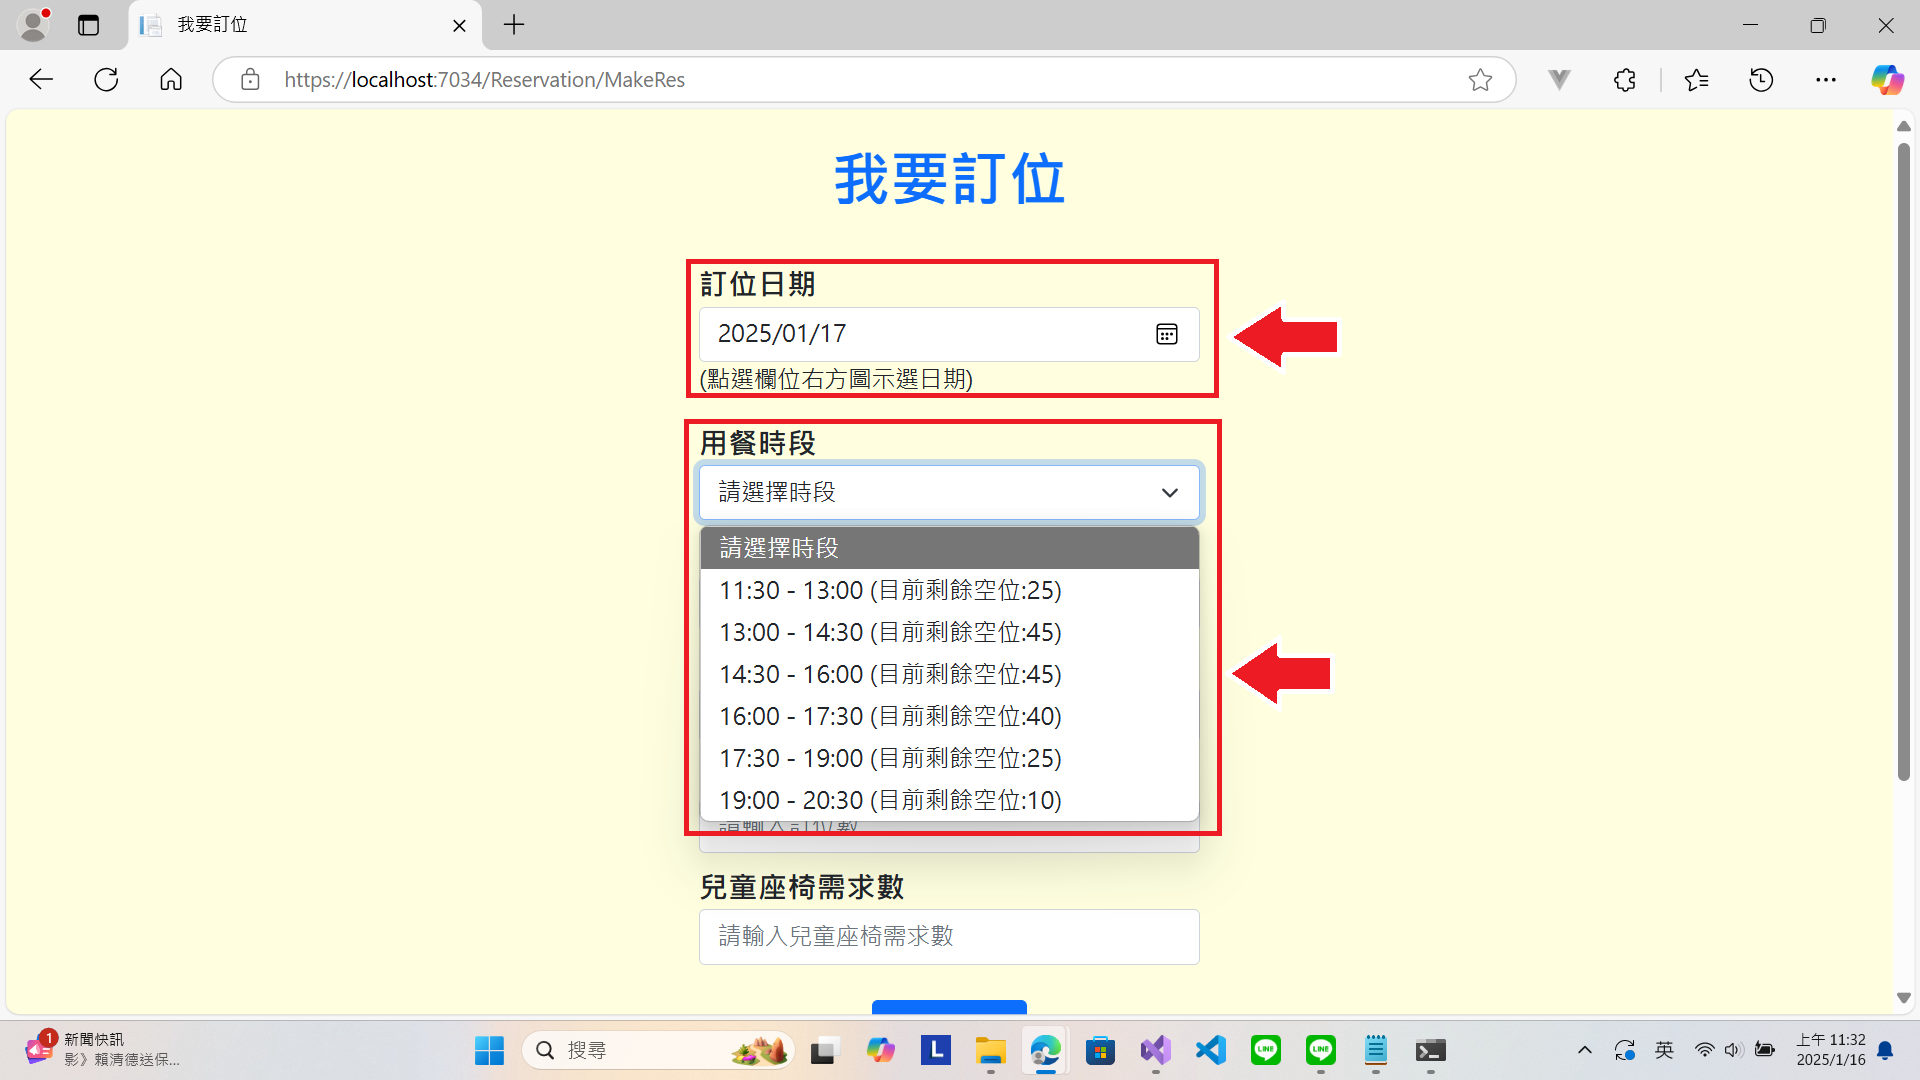 我要訂位
https://localhost:7034/Reservation/MakeRes
我要訂位
訂位日期
2025/01/17
(點選欄位右方圖示選日期)
用餐時段
請選擇時段
請選擇時段
11:30 - 13:00 (目前剩餘空位:25)
13:00 - 14:30 (目前剩餘空位:45)
14:30 - 16:00 (目前剩餘空位:45)
16:00 - 17:30 (目前剩餘空位:40)
17:30 - 19:00 (目前剩餘空位:25)
19:00 - 20:30 (目前剩餘空位:10)
兒童座椅需求數
請輸入兒童座椅需求數
1
新聞快訊
影》賴清德送保...
搜尋
L
LINE
LINE
英
上午 11:32
2025/1/16